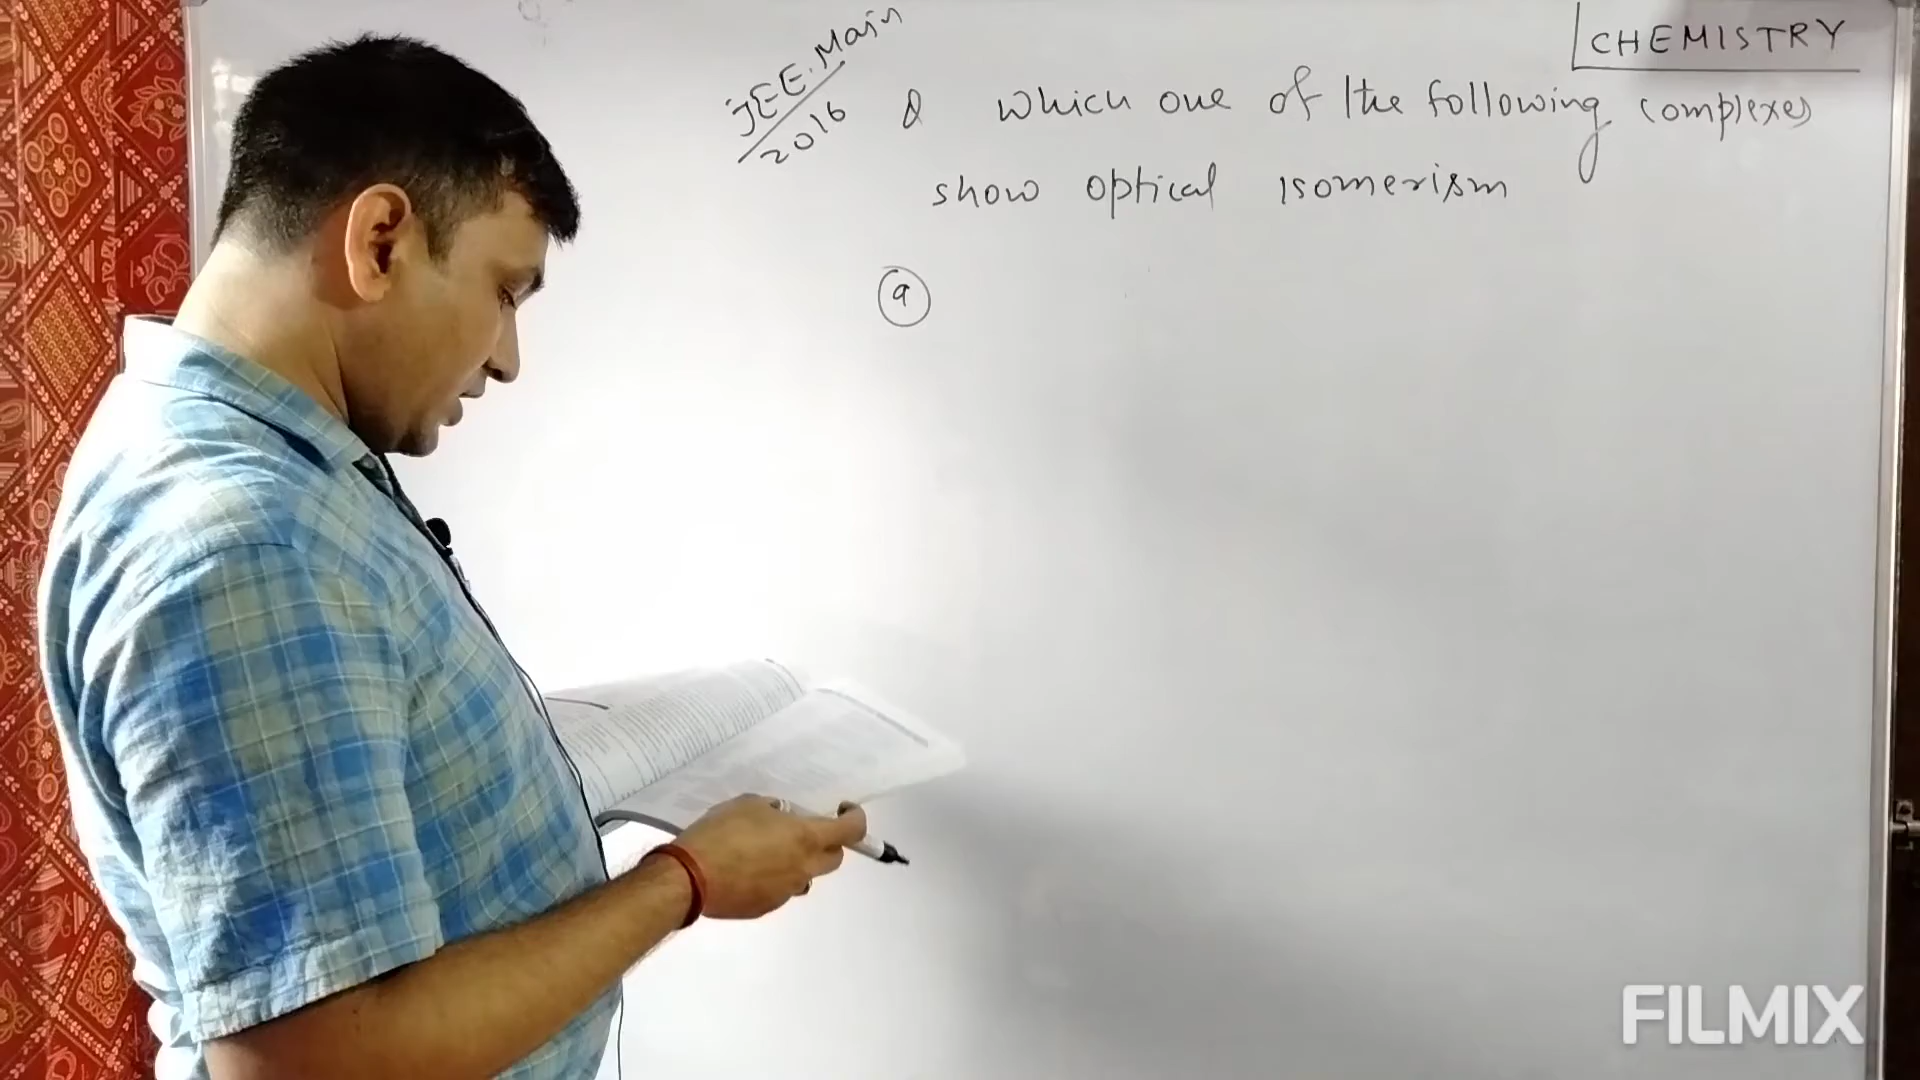 CHEMISTRY
JEE.Main
2016
Q which one of the following complexes
show optical isomerism
a
FILMIX